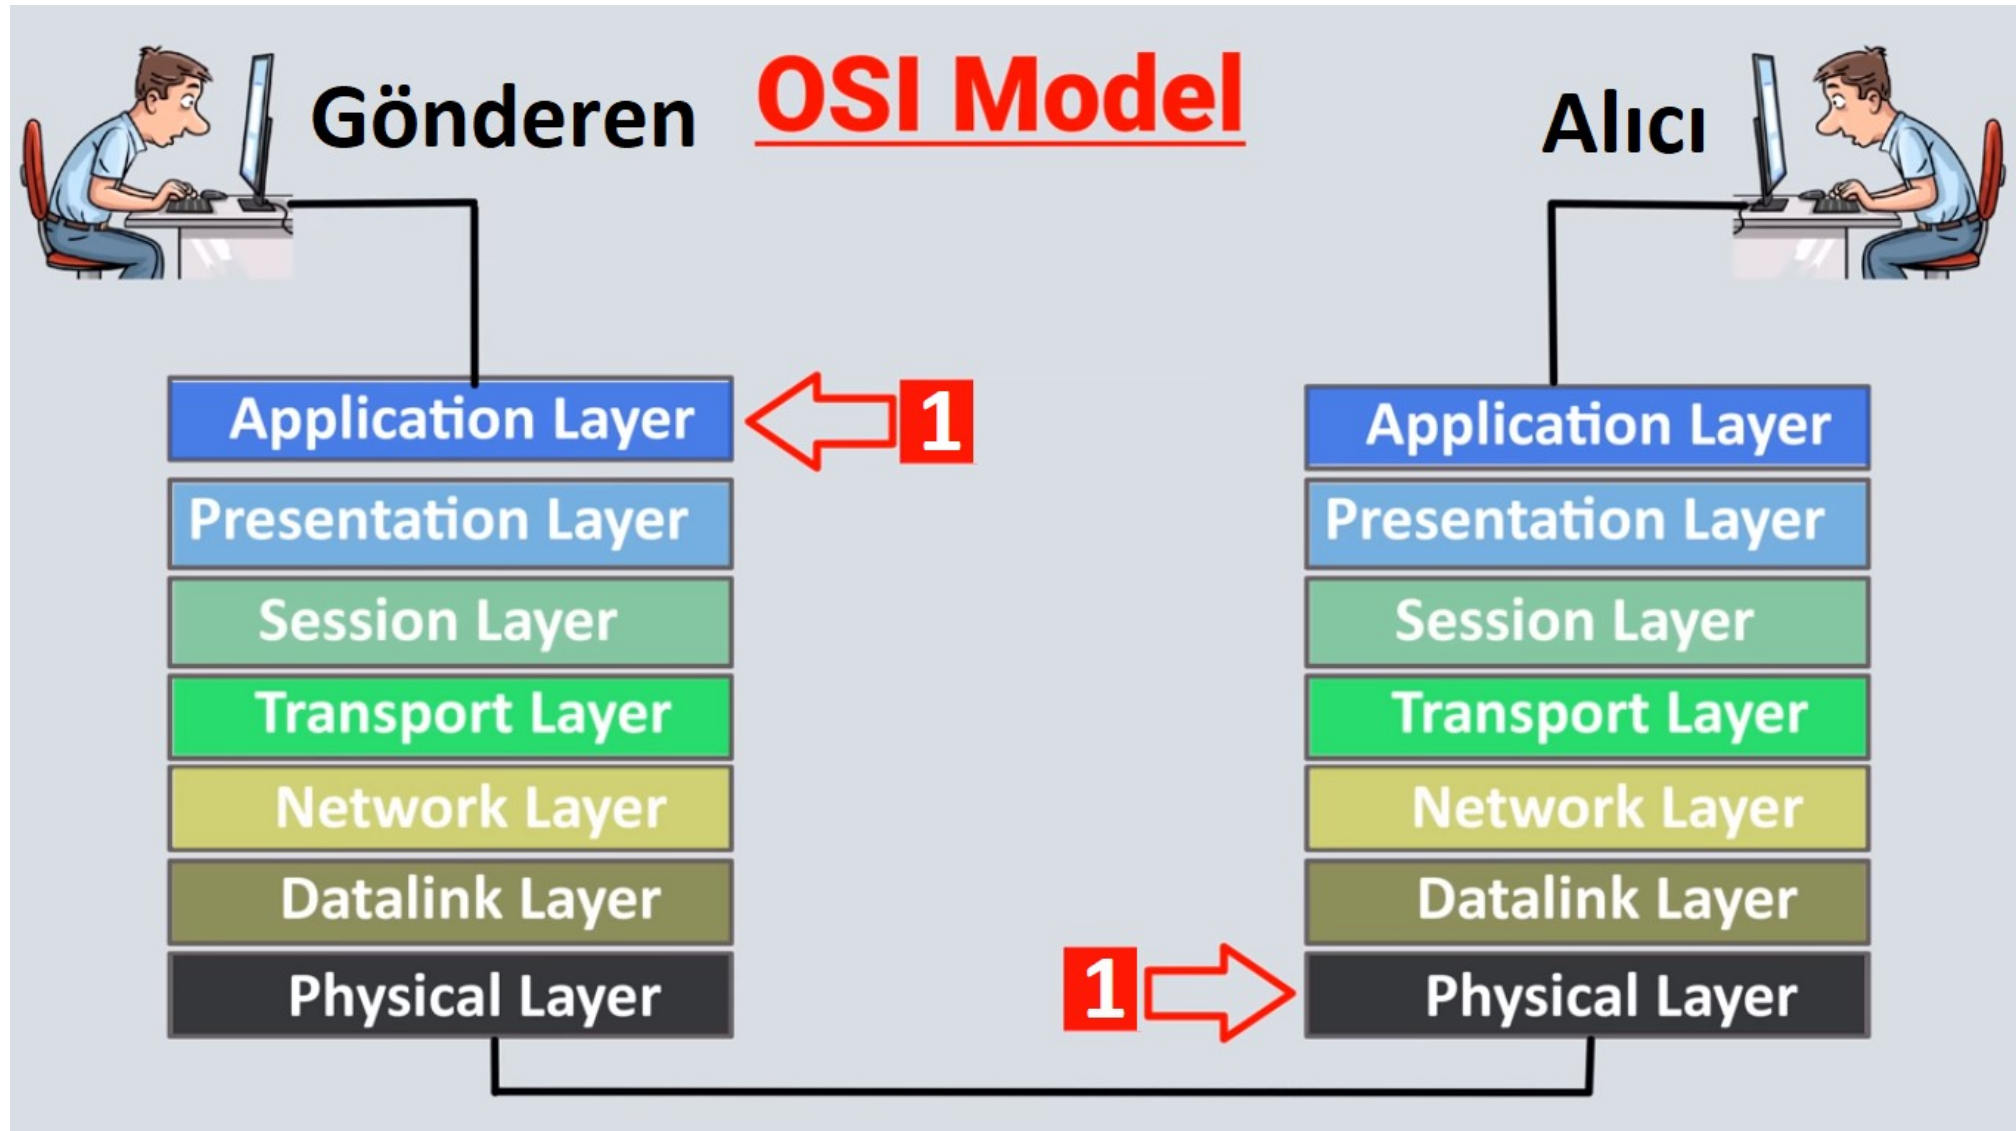 Gönderen
OSI Model
Alıcı
Application Layer
1
Presentation Layer
Session Layer
Transport Layer
Network Layer
Datalink Layer
Physical Layer
Application Layer
Presentation Layer
Session Layer
Transport Layer
Network Layer
Datalink Layer
1
Physical Layer